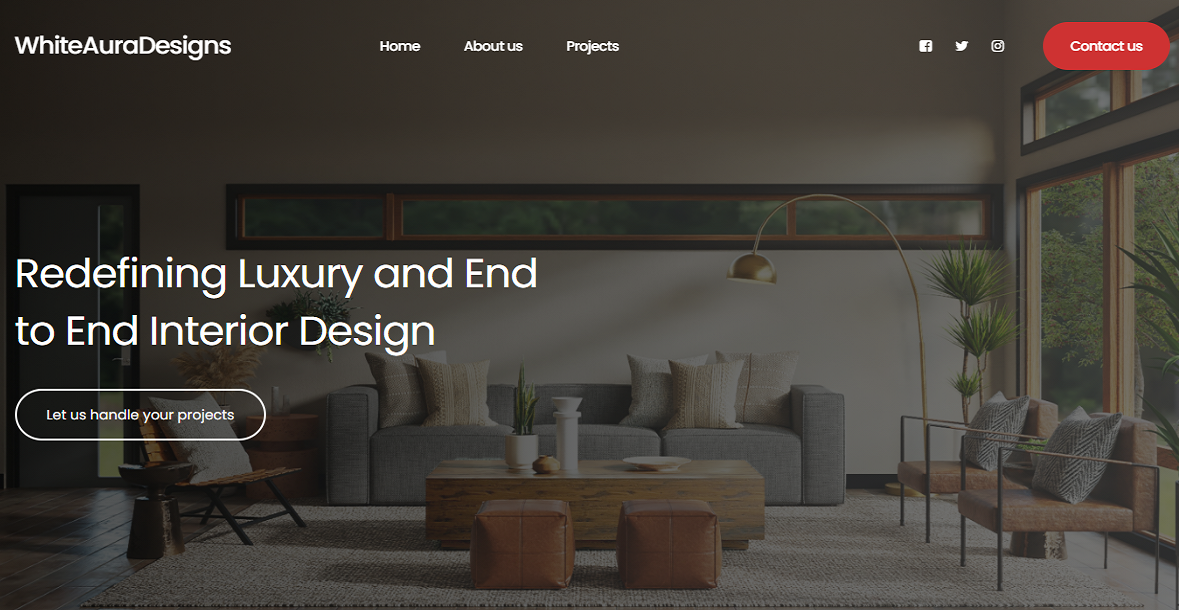 WhiteAuraDesigns
Home
About us
Projects
Contact us
Redefining Luxury and End
to End Interior Design
Let us handle your projects